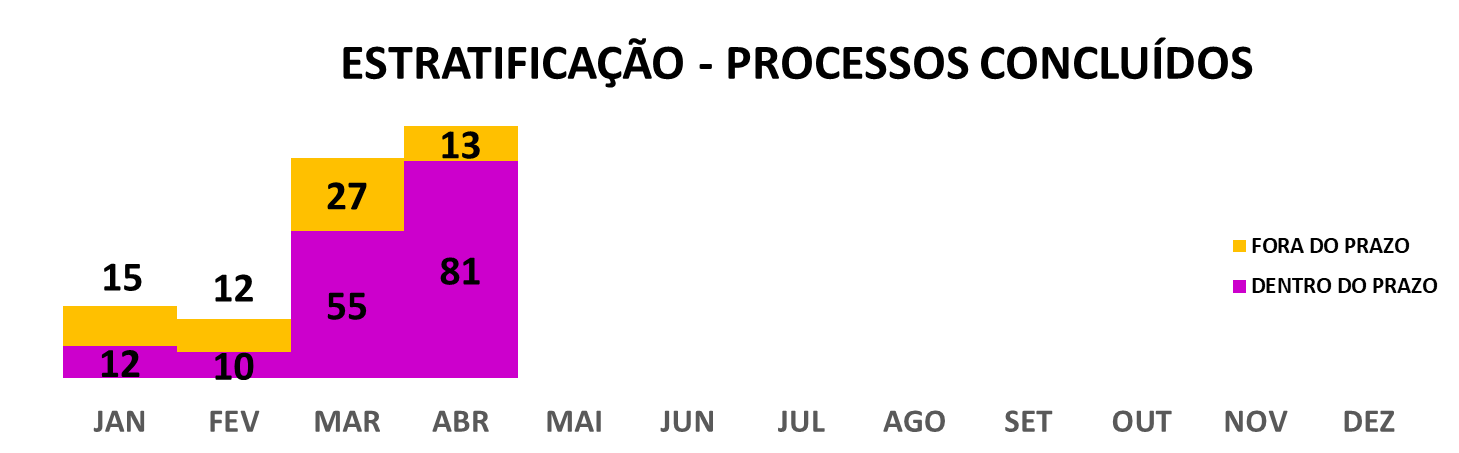 ESTRATIFICAÇÃO - PROCESSOS CONCLUÍDOS
13
27
81
15
12
55
12
10
FORA DO PRAZO
DENTRO DO PRAZO
JAN FEV MAR ABR MAI JUN JUL AGO SET OUT NOV DEZ